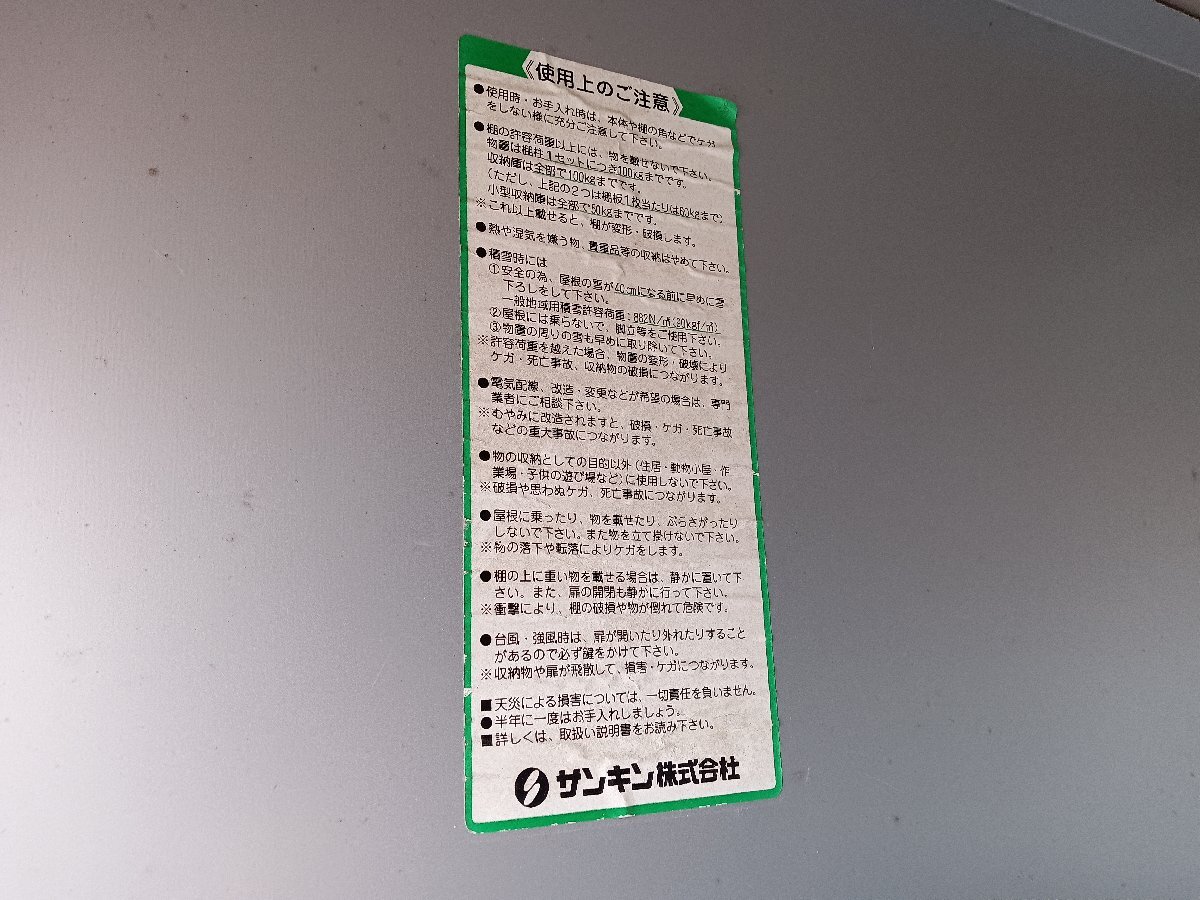 《使用上のご注意》
●使用時・お手入れ時は、本体や棚の角などでケガ
をしない様に充分ご注意して下さい。
●棚の許容荷重以上には、物を載せないで下さい。
物置は棚柱1セットにつき100kgまでです。
収納庫は全部で100kgまでです。
(ただし、上記の2つは棚板1枚当たりは60kgまで)
小型収納庫は全部で50kgまでです。
※これ以上載せると、棚が変形・破損します。
●熱や湿気を嫌う物、貴重品等の収納はやめて下さい。
●積雪時には
①安全の為、屋根の雪が40cmになる前に早めに雪
下ろしをして下さい。
一般地域用積雪許容荷重:882N/㎡(90kgf/㎡)
②屋根には乗らないで、脚立等をご使用下さい。
③物置の周りの雪も早めに取り除いて下さい。
※許容荷重を越えた場合、物置の変形・破壊により
ケガ・死亡事故、収納物の破損につながります。
●電気配線、改造・変更などが希望の場合は、専門
業者にご相談下さい。
※むやみに改造されますと、破損・ケガ・死亡事故
などの重大事故につながります。
●物の収納としての目的以外(住居・動物小屋・作
業場・子供の遊び場など)に使用しないで下さい。
※破損や思わぬケガ、死亡事故につながります。
●屋根に乗ったり、物を載せたり、ぶらさがったり
しないで下さい。また物を立て掛けないで下さい。
※物の落下や転落によりケガをします。
●棚の上に重い物を載せる場合は、静かに置いて下
さい。また、扉の開閉も静かに行って下さい。
※衝撃により、棚の破損や物が倒れて危険です。
●台風・強風時は、扉が開いたり外れたりすること
があるので必ず鍵をかけて下さい。
※収納物や扉が飛散して、損害・ケガにつながります。
■天災による損害については、一切責任を負いません。
●半年に一度はお手入れしましょう。
■詳しくは、取扱い説明書をお読み下さい。
サンキン株式会社